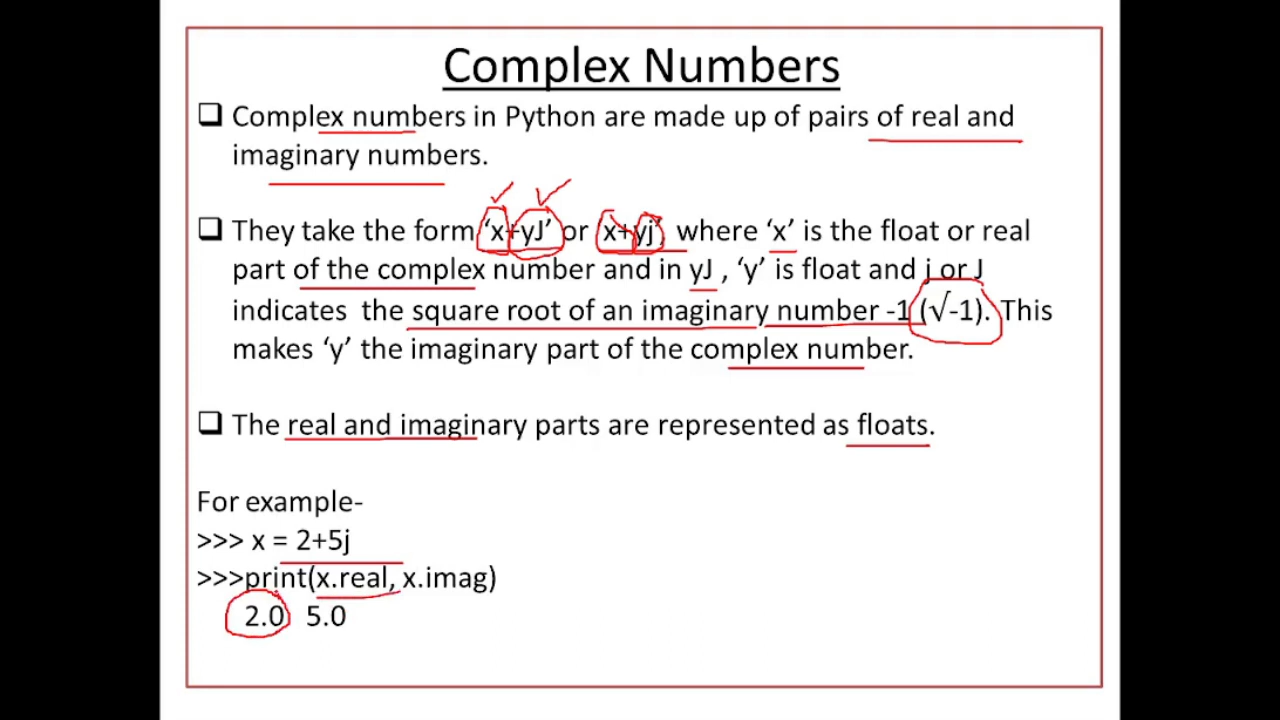 Complex Numbers
Complex numbers in Python are made up of pairs of real and
imaginary numbers.
They take the form ‘x+yJ’ or ‘x+yj’, where ‘x’ is the float or real
part of the complex number and in yJ , ‘y’ is float and j or J
indicates the square root of an imaginary number -1 (√-1). This
makes ‘y’ the imaginary part of the complex number.
The real and imaginary parts are represented as floats.
For example-
>>> x = 2+5j
>>>print(x.real, x.imag)
2.0 5.0